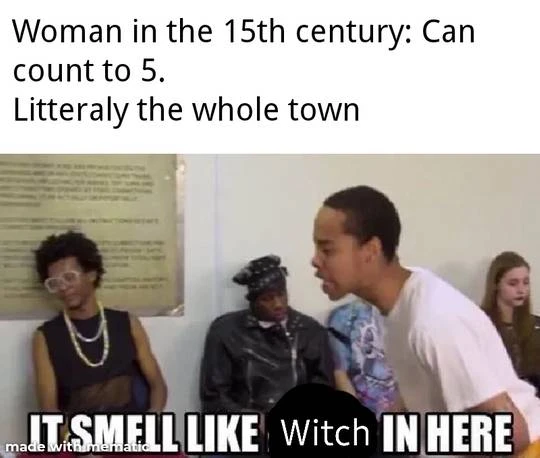 Woman in the 15th century: Can
count to 5.
Litteraly the whole town
IT SMELL LIKE Witch IN HERE
made with mematic